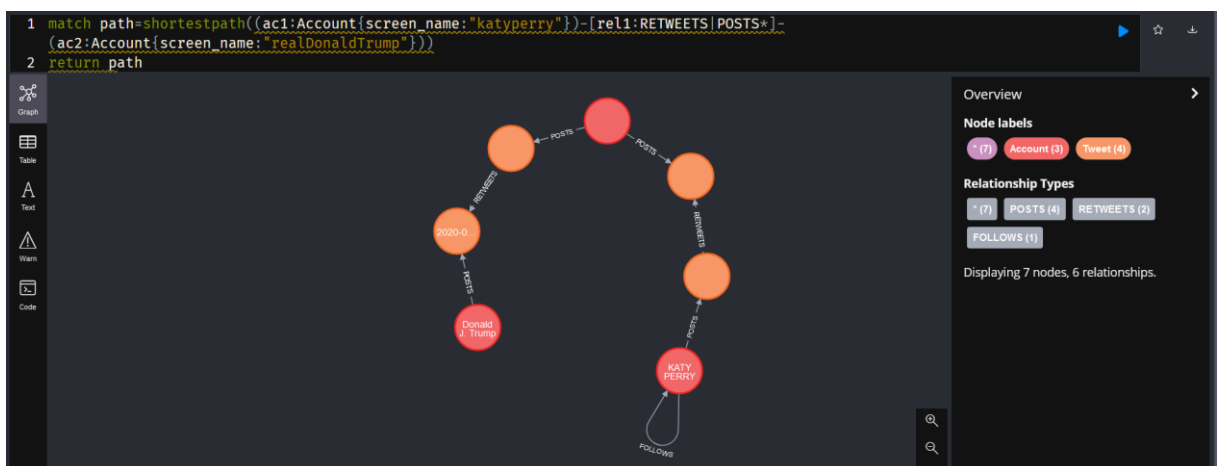 1 match path=shortestpath((ac1:Account{screen_name:"katyperry"})-[rel1:RETWEETS|POSTS*]-
(ac2:Account{screen_name:"realDonaldTrump"}))
2 return path
Graph
Table
A
Text
Warn
Code
POSTS
POSTS
RETWEETS
RETWEETS
2020-0...
POSTS
POSTS
Donald
J. Trump
KATY
PERRY
FOLLOWS
Overview
Node labels
* (7) Account (3) Tweet (4)
Relationship Types
* (7) POSTS (4) RETWEETS (2)
FOLLOWS (1)
Displaying 7 nodes, 6 relationships.